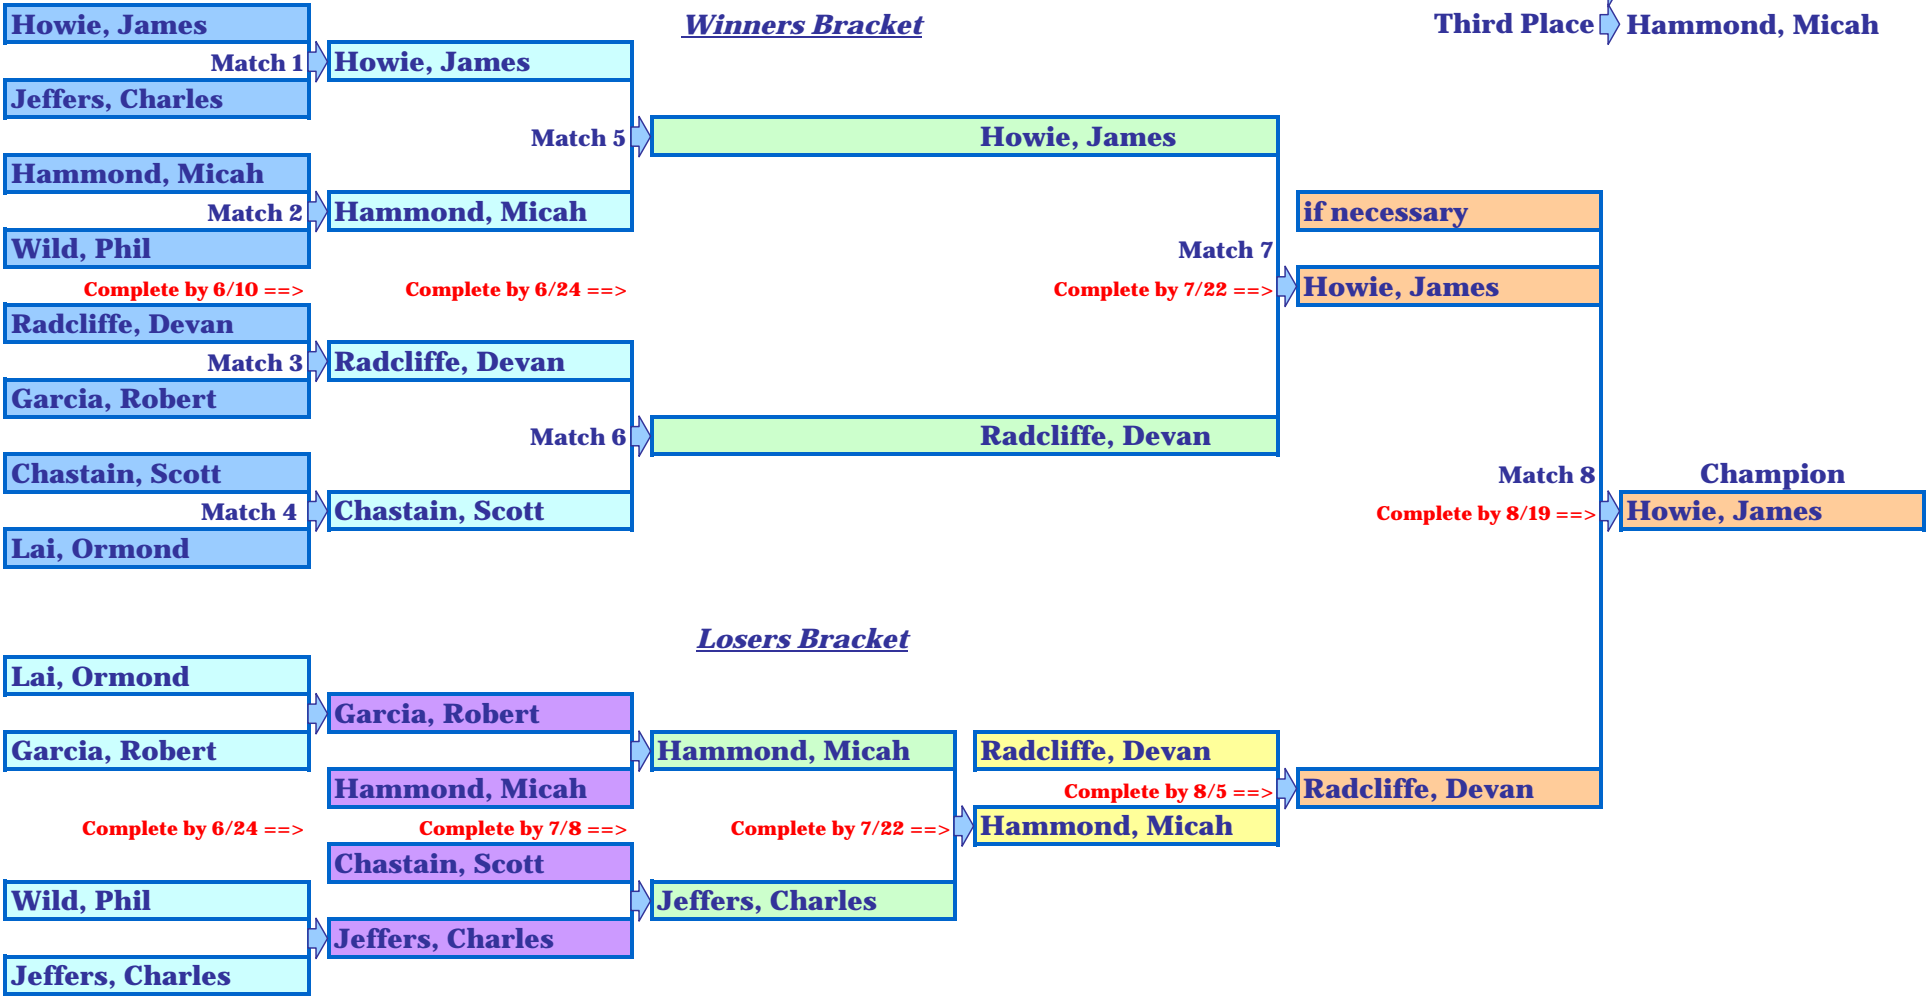 Howie, James
Winners Bracket
Third Place
Hammond, Micah
Match 1
Howie, James
Jeffers, Charles
Match 5
Howie, James
Hammond, Micah
Match 2
Hammond, Micah
if necessary
Wild, Phil
Match 7
Complete by 6/10 ==>
Complete by 6/24 ==>
Complete by 7/22 ==>
Howie, James
Radcliffe, Devan
Match 3
Radcliffe, Devan
Garcia, Robert
Match 6
Radcliffe, Devan
Chastain, Scott
Match 8
Champion
Match 4
Chastain, Scott
Complete by 8/19 ==>
Howie, James
Lai, Ormond
Losers Bracket
Lai, Ormond
Garcia, Robert
Garcia, Robert
Hammond, Micah
Radcliffe, Devan
Hammond, Micah
Complete by 8/5 ==>
Radcliffe, Devan
Complete by 6/24 ==>
Complete by 7/8 ==>
Complete by 7/22 ==>
Hammond, Micah
Chastain, Scott
Wild, Phil
Jeffers, Charles
Jeffers, Charles
Jeffers, Charles